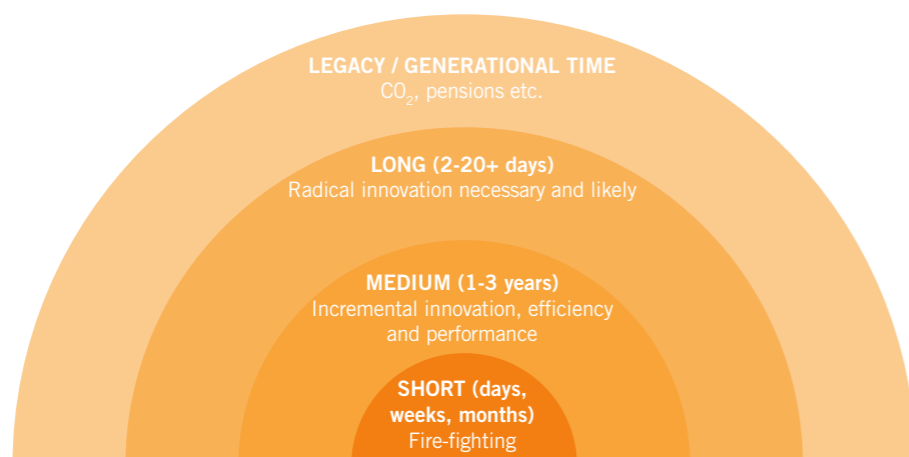 LEGACY / GENERATIONAL TIME
CO₂, pensions etc.
LONG (2-20+ days)
Radical innovation necessary and likely
MEDIUM (1-3 years)
Incremental innovation, efficiency
and performance
SHORT (days,
weeks, months)
Fire-fighting